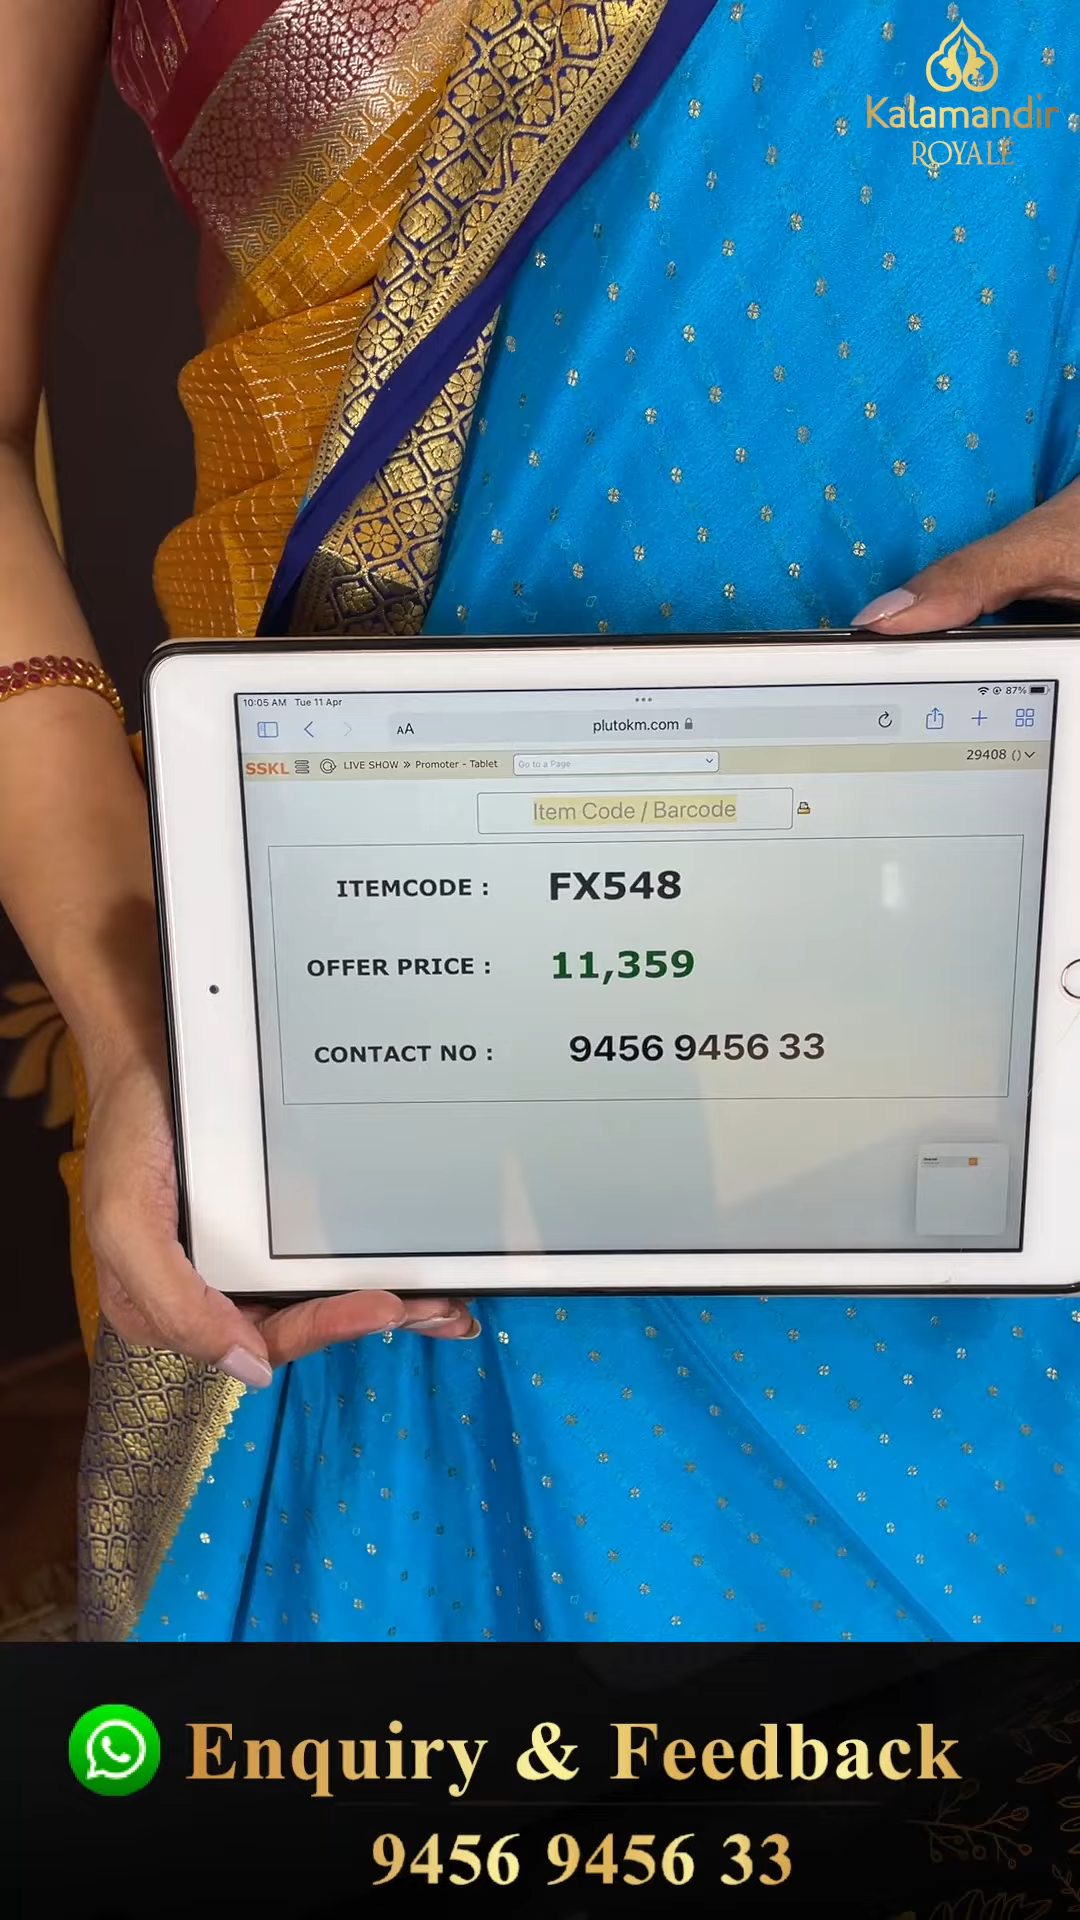 Kalamandir
ROYALE
10:05 AM Tue 11 Apr
87%
AA
plutokm.com
SSKL
LIVE SHOW » Promoter - Tablet
Go to a Page
29408 ()
Item Code / Barcode
ITEMCODE : FX548
OFFER PRICE : 11,359
CONTACT NO : 9456 9456 33
Enquiry & Feedback
9456 9456 33